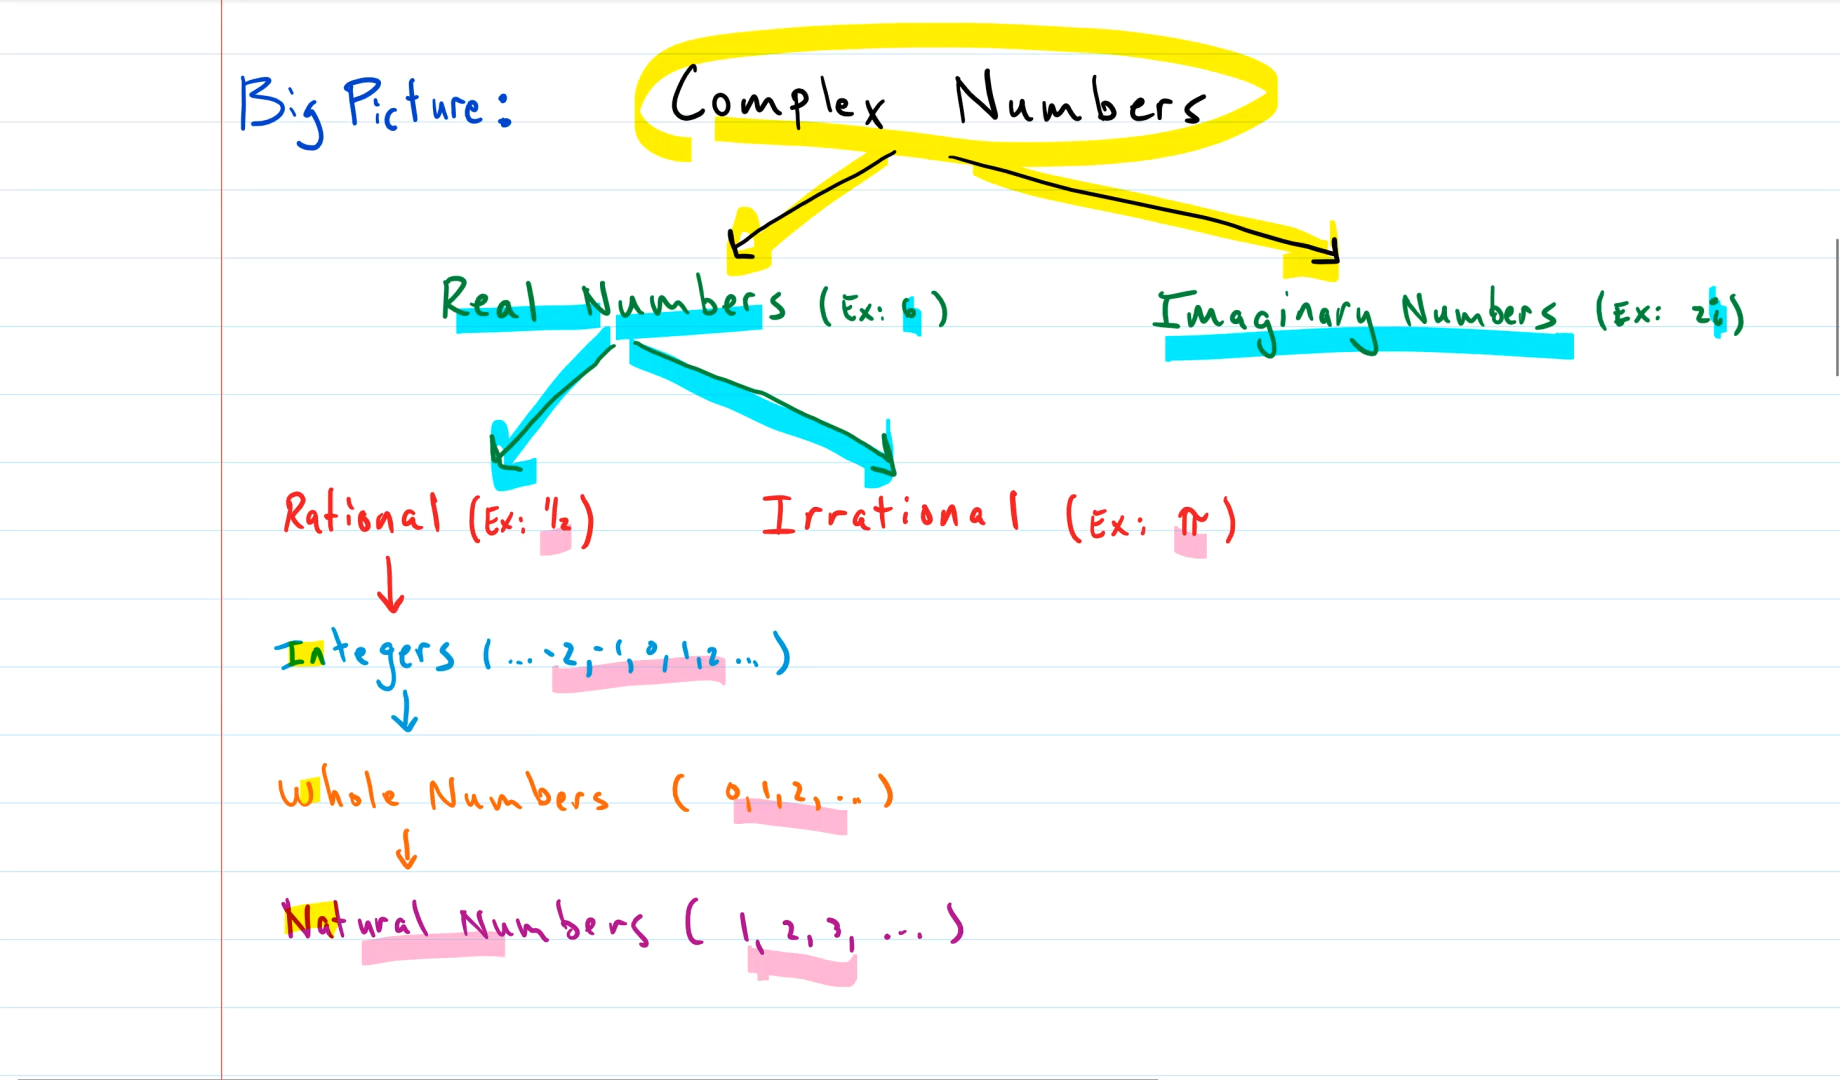 Big Picture: Complex Numbers
Real Numbers (Ex: 6) Imaginary Numbers (Ex: 2i)
Rational (Ex: 1/2) Irrational (Ex: π)
Integers (... -2, -1, 0, 1, 2 ...)
Whole Numbers ( 0, 1, 2, ... )
Natural Numbers ( 1, 2, 3, ... )